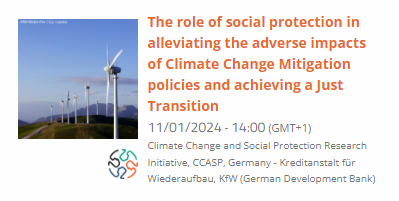 The role of social protection in
alleviating the adverse impacts
of Climate Change Mitigation
policies and achieving a Just
Transition
11/01/2024 - 14:00 (GMT+1)
Climate Change and Social Protection Research
Initiative, CCASP, Germany - Kreditanstalt für
Wiederaufbau, KfW (German Development Bank)